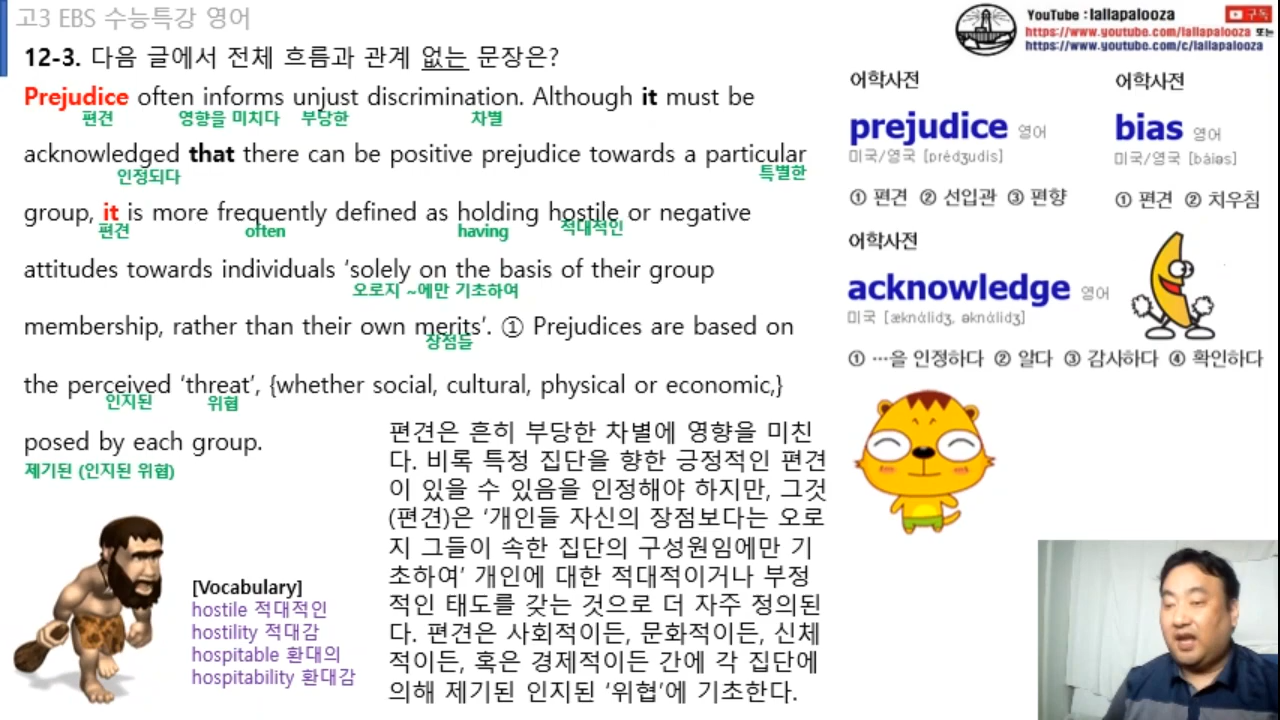 고3 EBS 수능특강 영어
YouTube : lallapalooza
구독
https://www.youtube.com/lallapalooza 또는
https://www.youtube.com/c/lallapalooza
12-3. 다음 글에서 전체 흐름과 관계 없는 문장은?
Prejudice often informs unjust discrimination. Although it must be
편견 영향을 미치다 부당한 차별
acknowledged that there can be positive prejudice towards a particular
인정되다 특별한
group, it is more frequently defined as holding hostile or negative
편견 often having 적대적인
attitudes towards individuals ‘solely on the basis of their group
오로지 ~에만 기초하여
membership, rather than their own merits’. ① Prejudices are based on
장점들
the perceived ‘threat’, {whether social, cultural, physical or economic,}
인지된 위협
posed by each group.
제기된 (인지된 위협)
편견은 흔히 부당한 차별에 영향을 미친
다. 비록 특정 집단을 향한 긍정적인 편견
이 있을 수 있음을 인정해야 하지만, 그것
(편견)은 ‘개인들 자신의 장점보다는 오로
지 그들이 속한 집단의 구성원임에만 기
초하여’ 개인에 대한 적대적이거나 부정
적인 태도를 갖는 것으로 더 자주 정의된
다. 편견은 사회적이든, 문화적이든, 신체
적이든, 혹은 경제적이든 간에 각 집단에
의해 제기된 인지된 ‘위협’에 기초한다.
[Vocabulary]
hostile 적대적인
hostility 적대감
hospitable 환대의
hospitability 환대감
어학사전
prejudice 영어
미국/영국 [prédʒudis]
① 편견 ② 선입관 ③ 편향
어학사전
bias 영어
미국/영국 [báiəs]
① 편견 ② 치우침
어학사전
acknowledge 영어
미국 [æknálidʒ, əknálidʒ]
① …을 인정하다 ② 알다 ③ 감사하다 ④ 확인하다